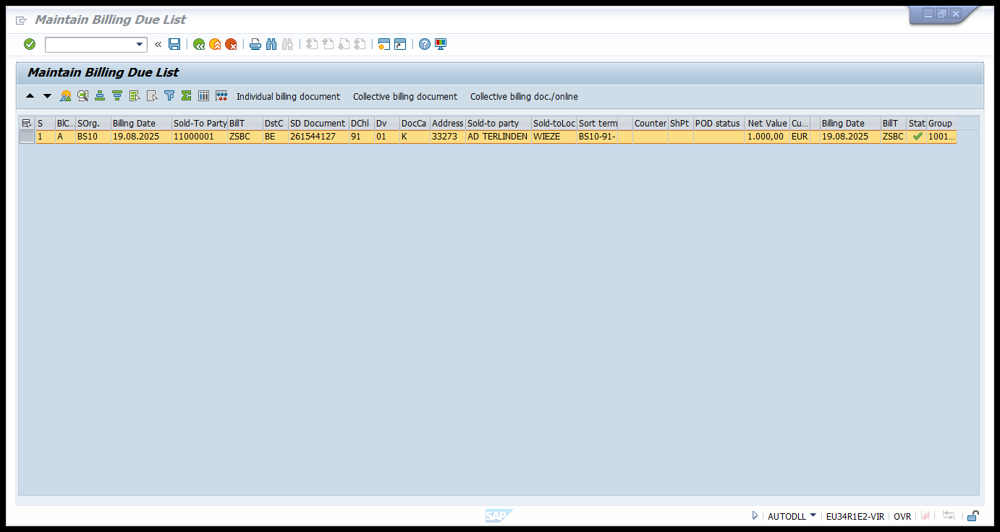 Maintain Billing Due List
Maintain Billing Due List
Individual billing document Collective billing document Collective billing doc./online
S BlC... SOrg. Billing Date Sold-To Party BillT DstC SD Document DChl Dv DocCa Address Sold-to party Sold-toLoc Sort term Counter ShPt POD status Net Value Cu... Billing Date BillT Stat Group
1 A BS10 19.08.2025 11000001 ZSBC BE 261544127 91 01 K 33273 AD TERLINDEN WIEZE BS10-91- 1.000,00 EUR 19.08.2025 ZSBC 1001...
SAP AUTODLL EU34R1E2-VIR OVR